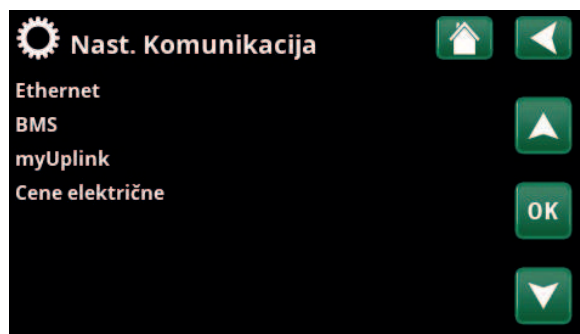 Nast. Komunikacija
Ethernet
BMS
myUplink
Cene električne
OK